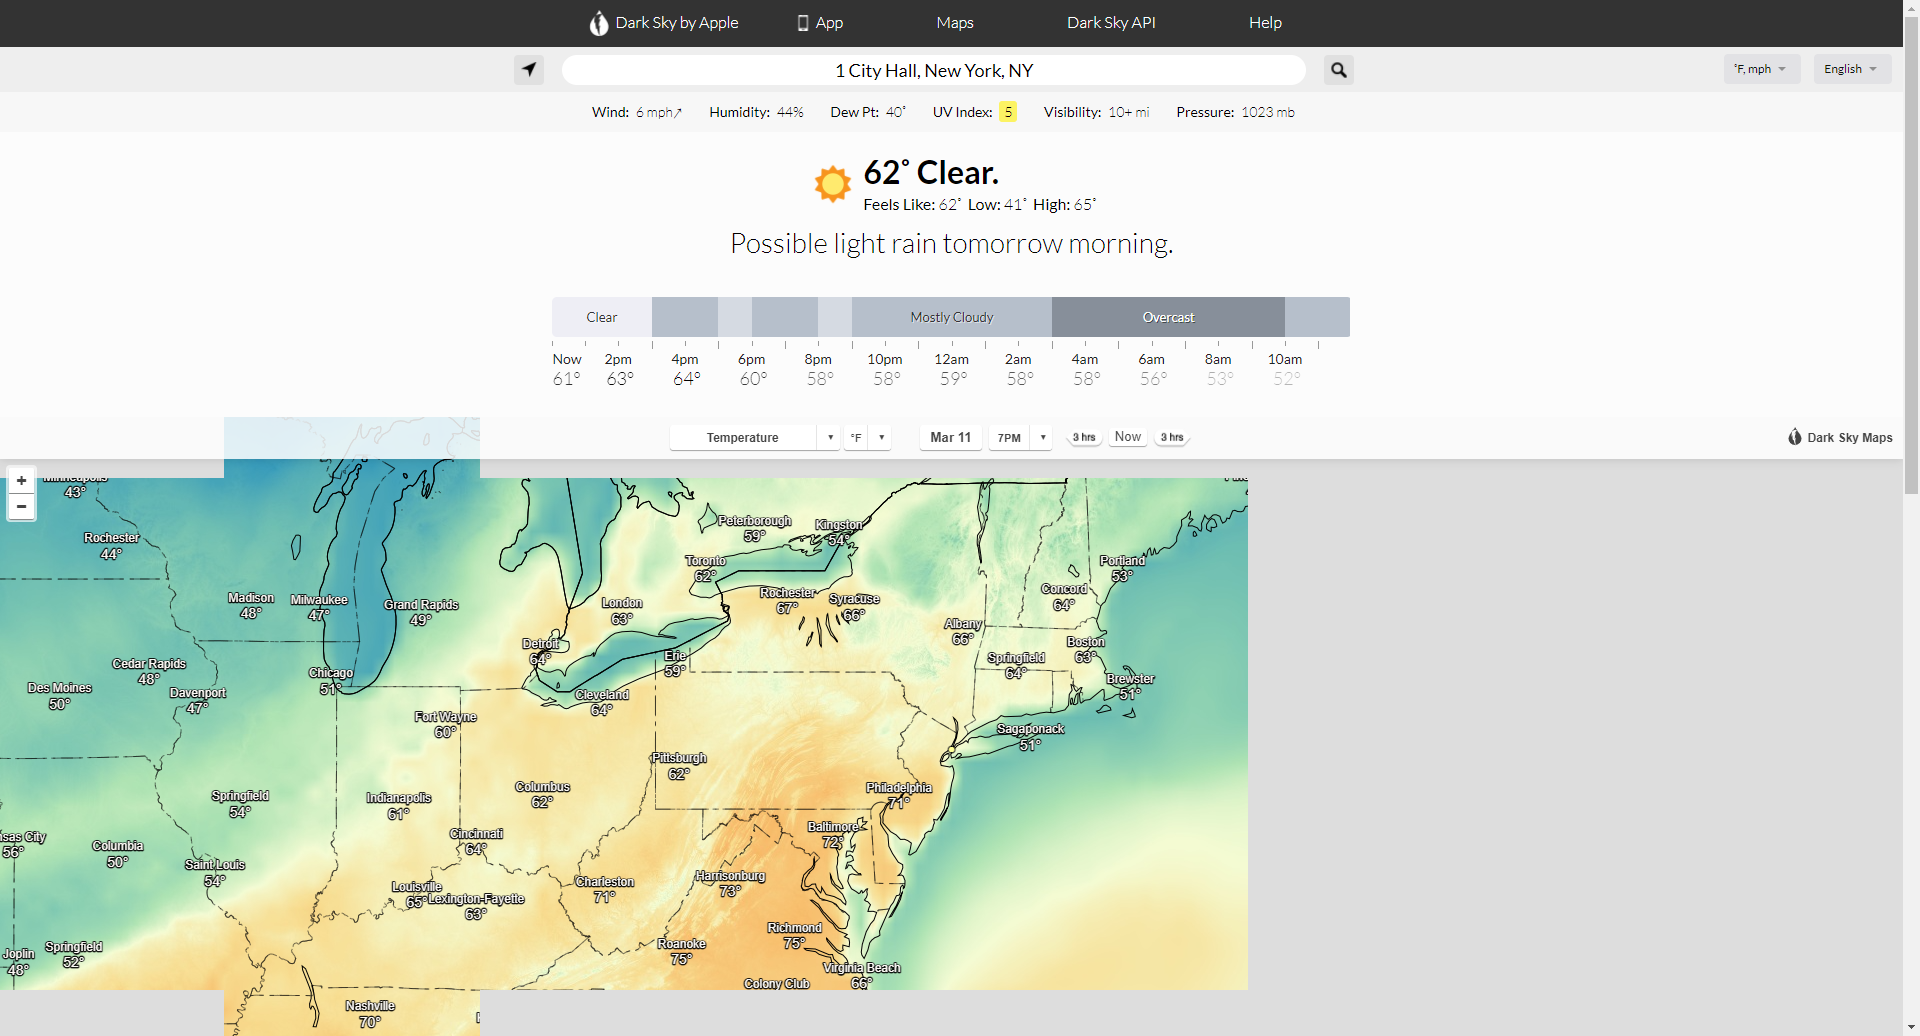 Dark Sky by Apple App Maps Dark Sky API Help
1 City Hall, New York, NY
°F, mph English
Wind: 6 mph Humidity: 44% Dew Pt: 40° UV Index: 5 Visibility: 10+ mi Pressure: 1023 mb
62° Clear.
Feels Like: 62° Low: 41° High: 65°
Possible light rain tomorrow morning.
Clear Mostly Cloudy Overcast
Now 2pm 4pm 6pm 8pm 10pm 12am 2am 4am 6am 8am 10am
61° 63° 64° 60° 58° 58° 59° 58° 58° 56° 53° 52°
Temperature °F Mar 11 7PM 3 hrs Now 3 hrs Dark Sky Maps
+
−
Minneapolis
43°
Rochester
44°
Peterborough
59°
Kingston
54°
Toronto
62°
Portland
53°
Madison
48°
Milwaukee
47°
Grand Rapids
49°
London
63°
Rochester
67°
Syracuse
66°
Concord
64°
Albany
66°
Boston
63°
Detroit
64°
Erie
59°
Springfield
64°
Cedar Rapids
48°
Chicago
51°
Brewster
51°
Des Moines
50°
Davenport
47°
Cleveland
64°
Fort Wayne
60°
Sagaponack
51°
Pittsburgh
62°
Columbus
62°
Philadelphia
71°
Springfield
54°
Indianapolis
61°
Baltimore
72°
sas City
56°
Cincinnati
64°
Columbia
50°
Saint Louis
54°
Harrisonburg
73°
Charleston
71°
Louisville
65°
Lexington-Fayette
63°
Richmond
75°
Roanoke
75°
Joplin
48°
Springfield
52°
Virginia Beach
66°
Colony Club
Nashville
70°